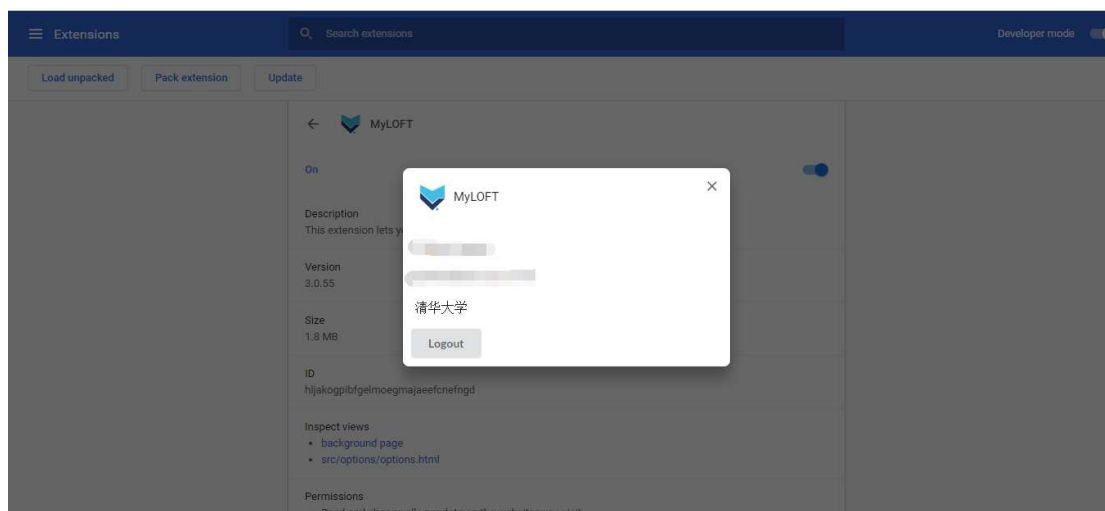 Extensions
Search extensions
Developer mode
Load unpacked
Pack extension
Update
MyLOFT
On
MyLOFT
Description
This extension lets
清华大学
Logout
Version
3.0.55
Size
1.8 MB
ID
hljakogpibfgelmoegmajaeefcnefngd
Inspect views
background page
src/options/options.html
Permissions